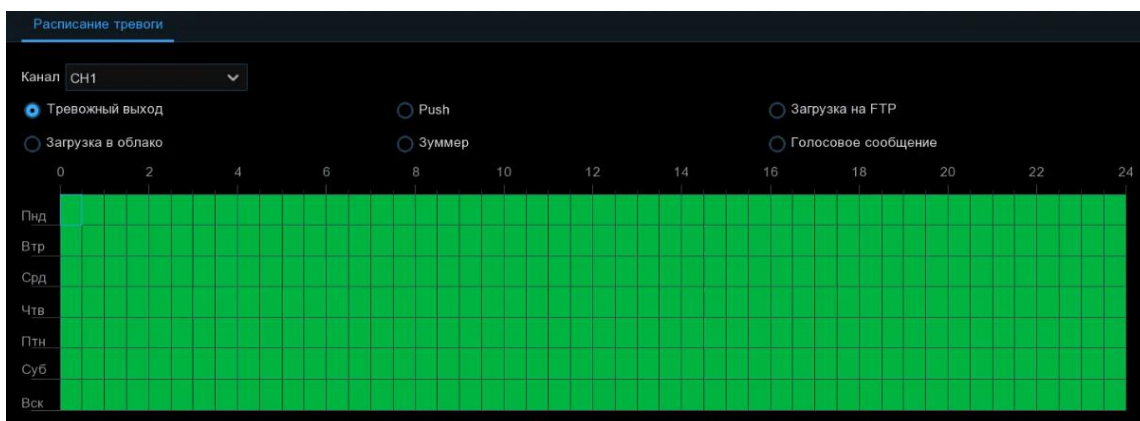 Расписание тревоги
Канал CH1
Тревожный выход Push Загрузка на FTP
Загрузка в облако Зуммер Голосовое сообщение
0 2 4 6 8 10 12 14 16 18 20 22 24
Пнд
Втр
Срд
Чтв
Птн
Суб
Вск